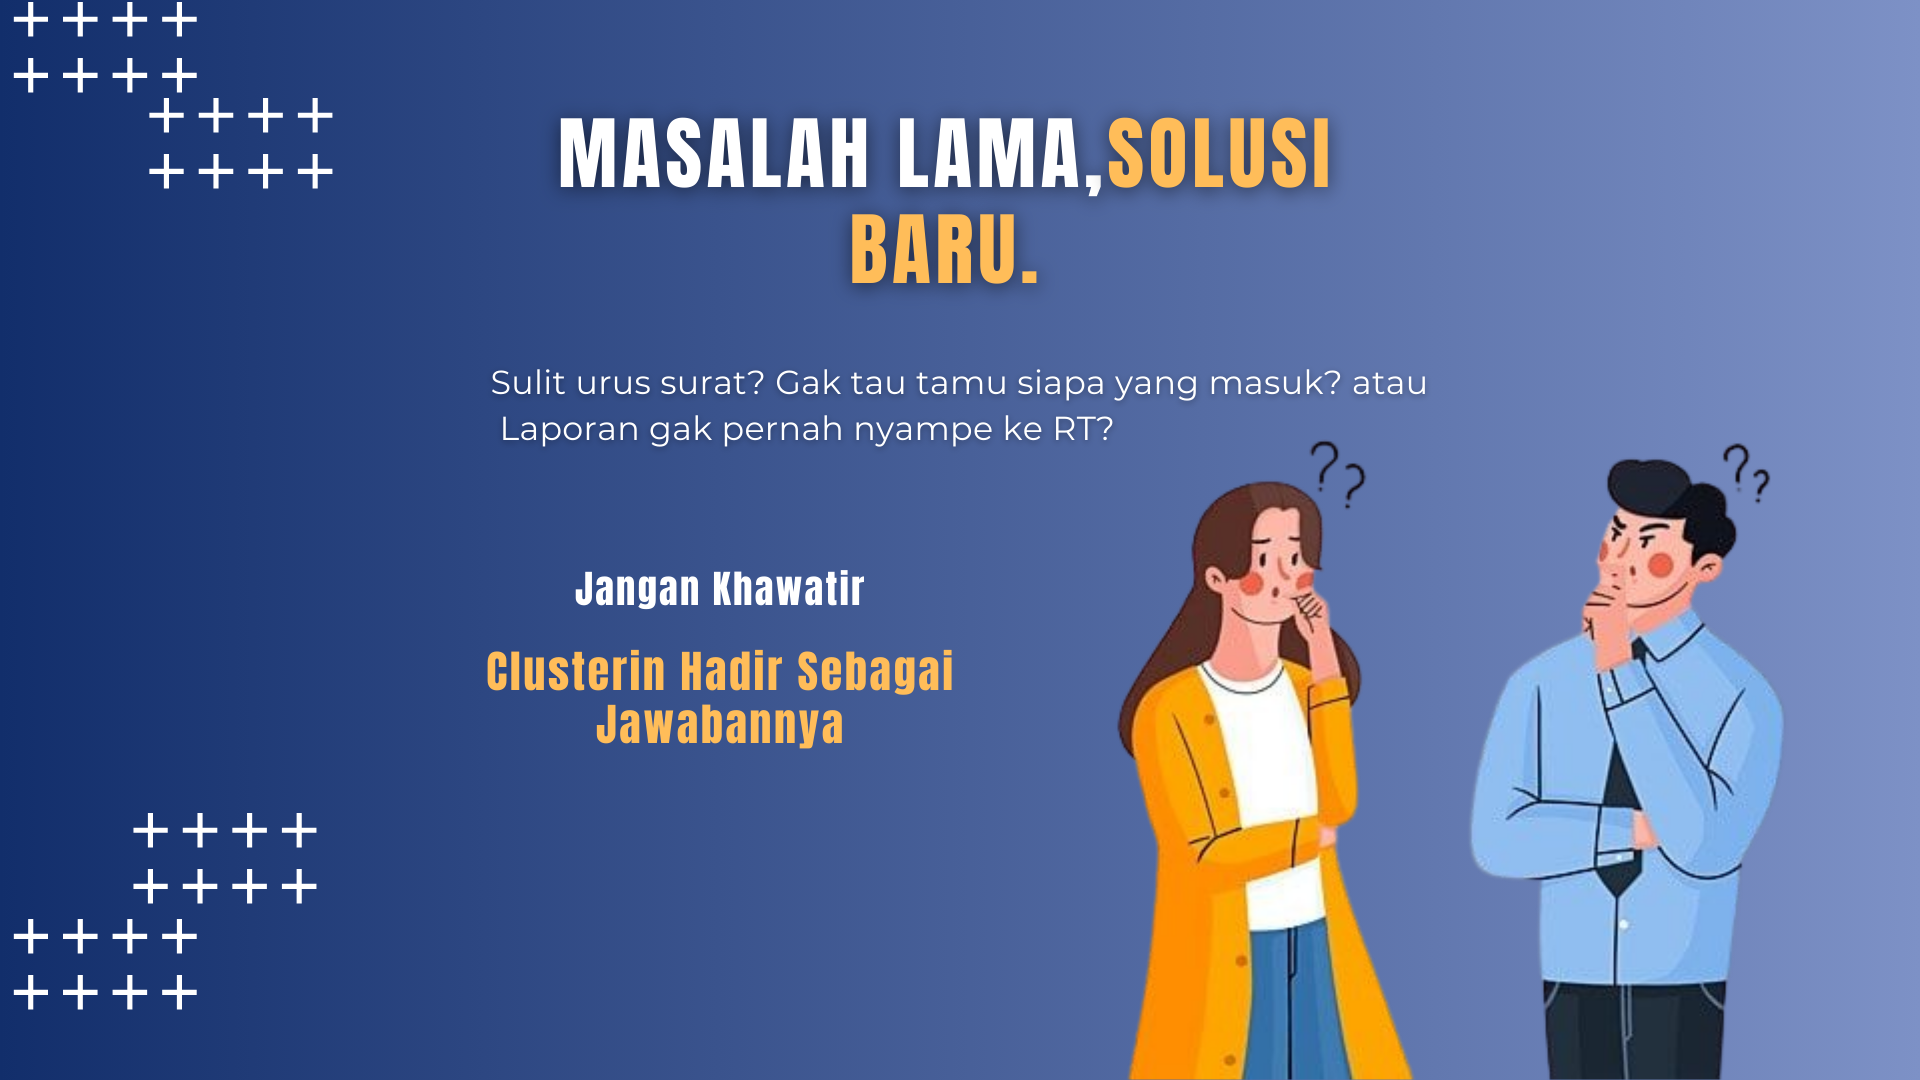 MASALAH LAMA,SOLUSI
BARU.
Sulit urus surat? Gak tau tamu siapa yang masuk? atau
Laporan gak pernah nyampe ke RT?
??
??
Jangan Khawatir
Clusterin Hadir Sebagai
Jawabannya